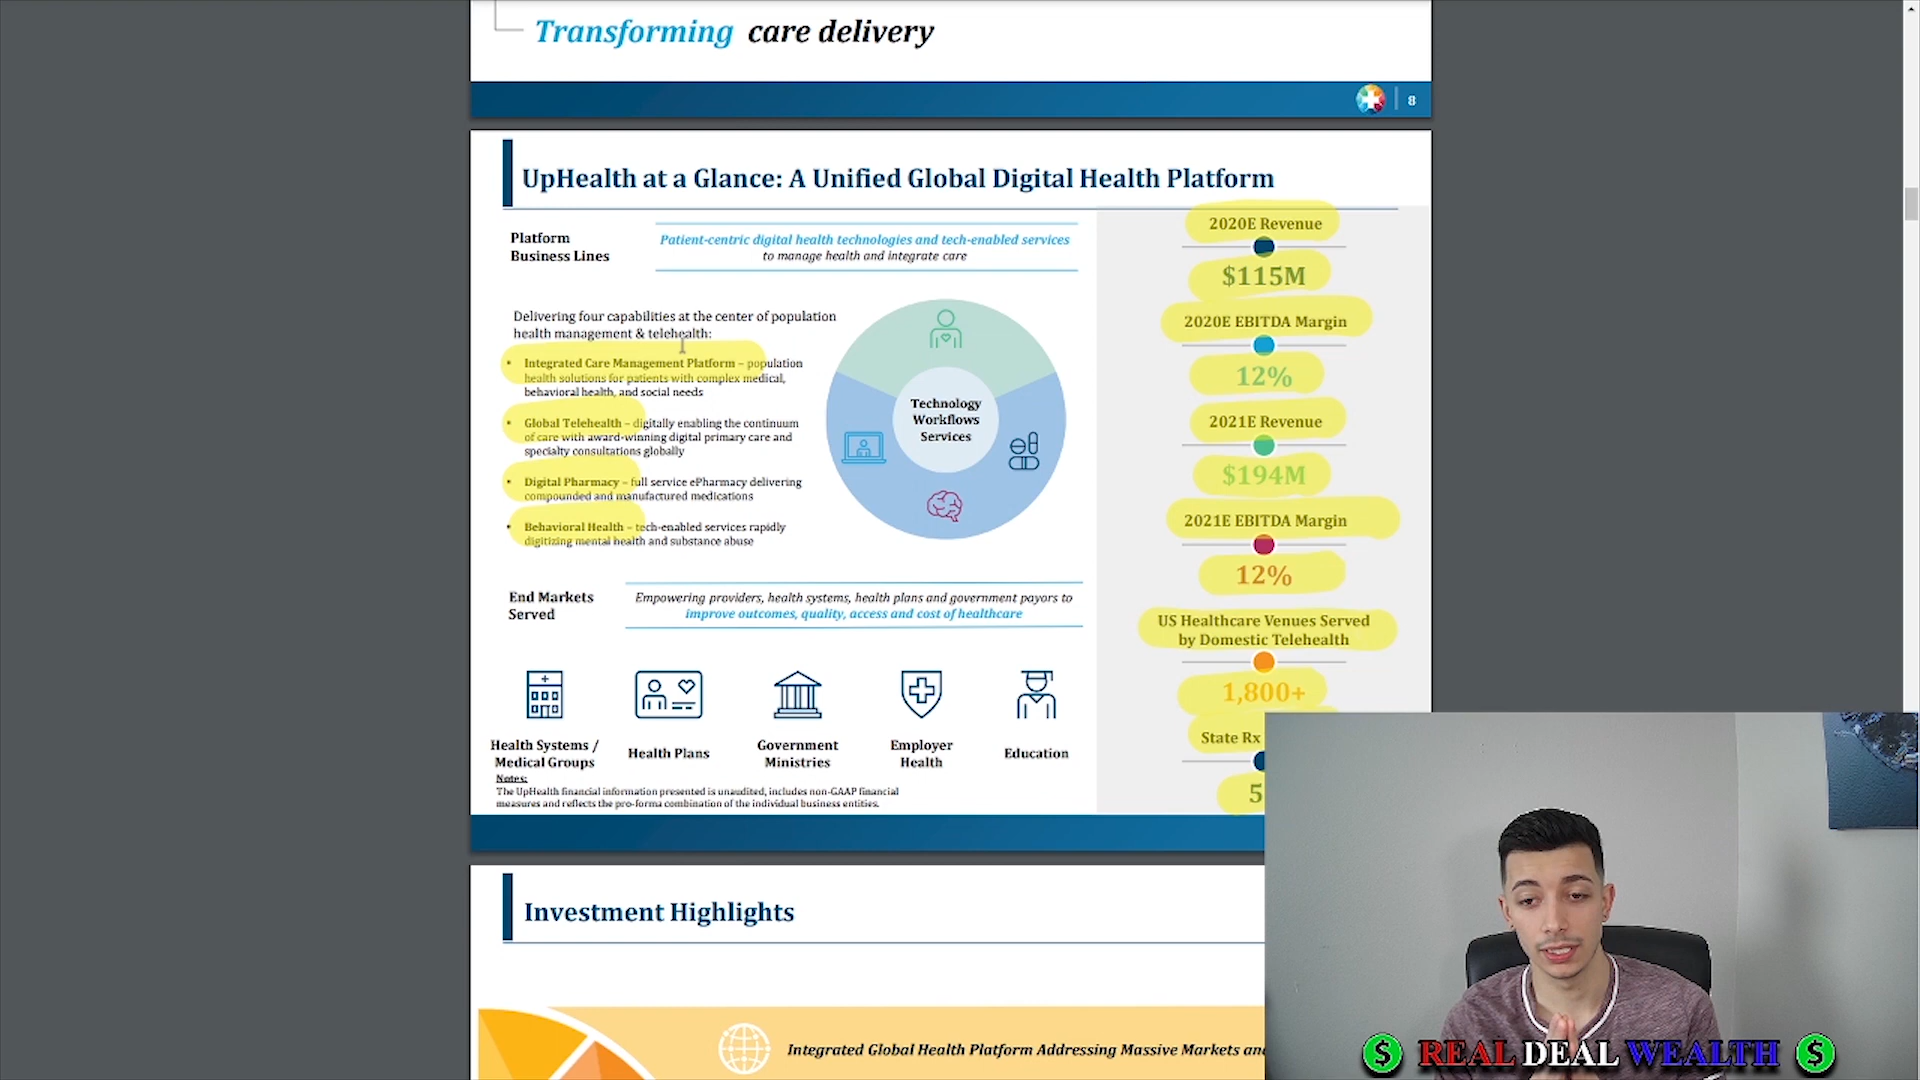 Transforming care delivery
8
UpHealth at a Glance: A Unified Global Digital Health Platform
Platform
Business Lines
Patient-centric digital health technologies and tech-enabled services
to manage health and integrate care
Delivering four capabilities at the center of population
health management & telehealth:
• Integrated Care Management Platform – population
health solutions for patients with complex medical,
behavioral health, and social needs
• Global Telehealth – digitally enabling the continuum
of care with award-winning digital primary care and
specialty consultations globally
• Digital Pharmacy – full service ePharmacy delivering
compounded and manufactured medications
• Behavioral Health – tech-enabled services rapidly
digitizing mental health and substance abuse
Technology
Workflows
Services
2020E Revenue
$115M
2020E EBITDA Margin
12%
2021E Revenue
$194M
2021E EBITDA Margin
12%
US Healthcare Venues Served
by Domestic Telehealth
1,800+
State Rx
5
End Markets
Served
Empowering providers, health systems, health plans and government payors to
improve outcomes, quality, access and cost of healthcare
Health Systems /
Medical Groups
Health Plans
Government
Ministries
Employer
Health
Education
Notes:
The UpHealth financial information presented is unaudited, includes non-GAAP financial
measures and reflects the pro-forma combination of the individual business entities.
Investment Highlights
Integrated Global Health Platform Addressing Massive Markets an
$ REAL DEAL WEALTH $